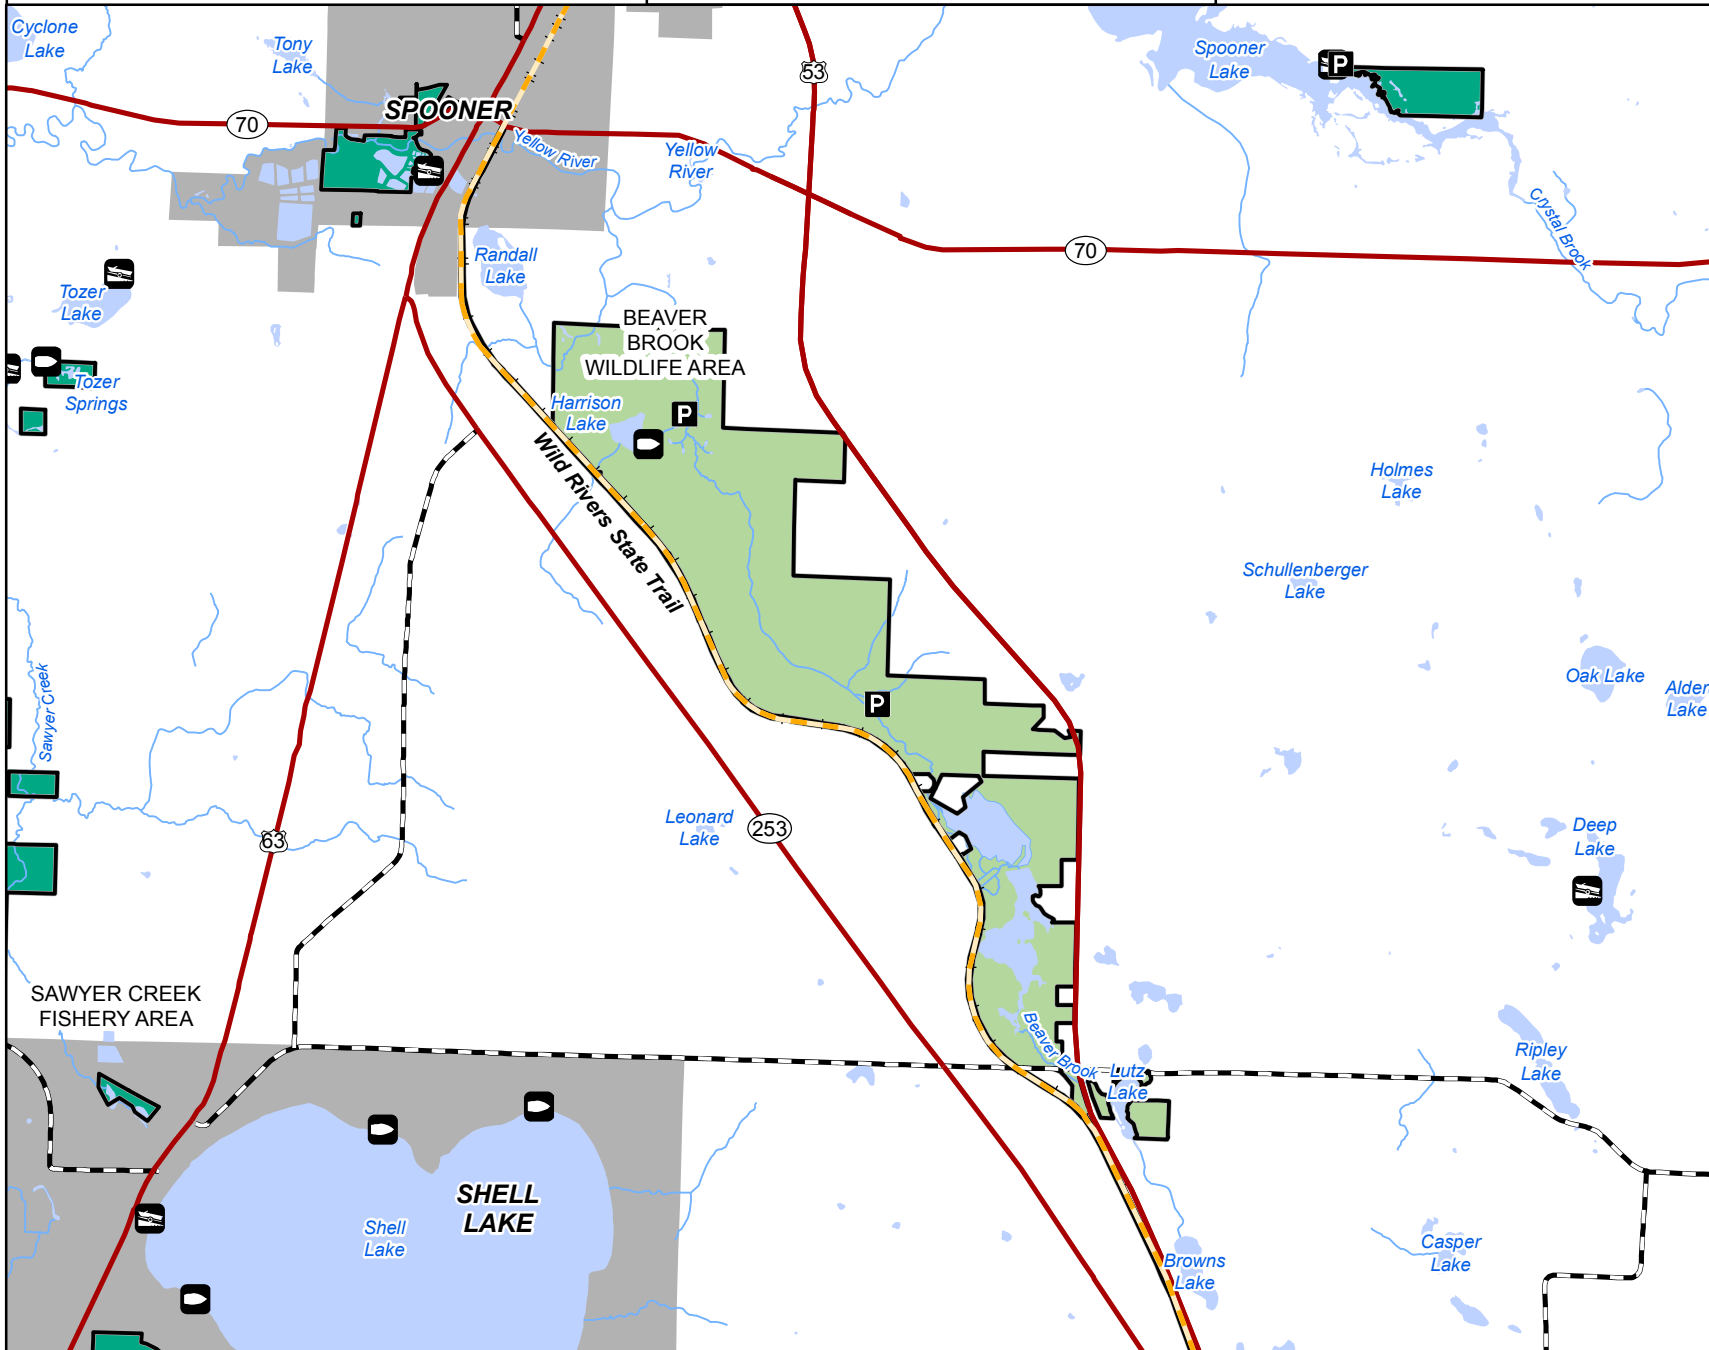 Cyclone
Lake
Tony
Lake
53
Spooner
Lake
P
SPOONER
70
Yellow River
Yellow
River
Crystal Brook
70
Randall
Lake
Tozer
Lake
BEAVER
BROOK
WILDLIFE AREA
Tozer
Springs
Harrison
Lake
P
Wild Rivers State Trail
Holmes
Lake
Schullenberger
Lake
Oak Lake
Alder
Lake
Sawyer Creek
P
Leonard
Lake
253
63
Deep
Lake
SAWYER CREEK
FISHERY AREA
Beaver Brook
Lutz
Lake
Ripley
Lake
SHELL
LAKE
Shell
Lake
Browns
Lake
Casper
Lake